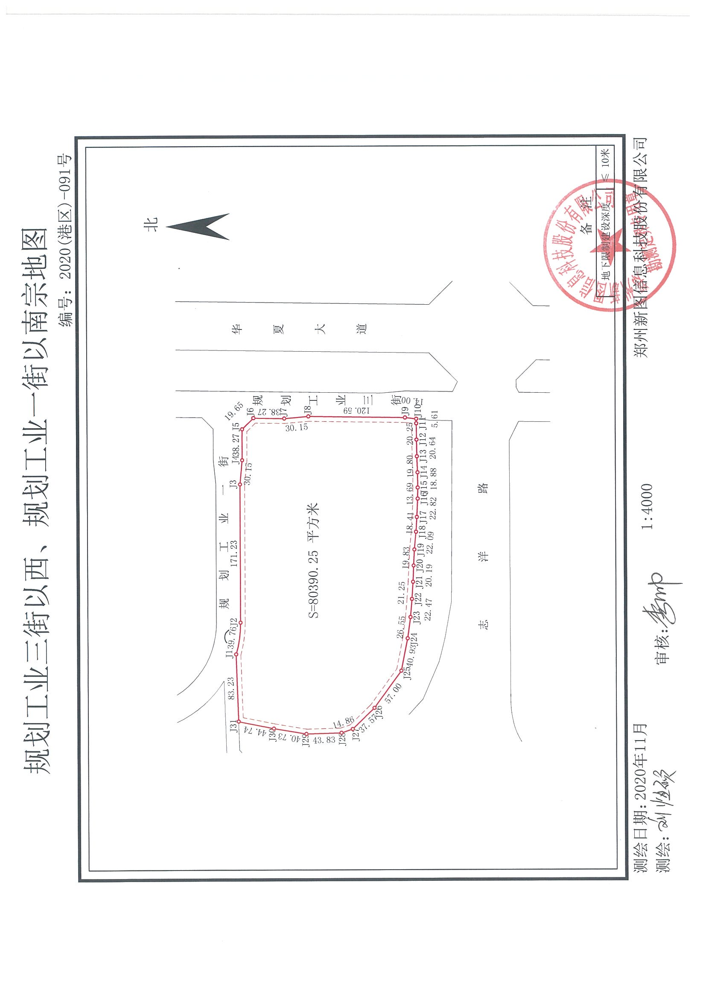 规划工业三街以西、规划工业一街以南宗地图
编号: 2020(港区)-091号
北
华夏大道
规划工业一街
规划工业三街
志洋路
S=80390.25 平方米
J1
39.76
J2
171.23
J3
30.15
J4
38.27
J5
19.65
J6
38.27
J7
30.15
J8
120.59
J9
14.00
J10
5.61
J11
20.25
J12
20.64
J13
19.80
J14
18.88
J15
13.69
J16
22.82
J17
18.41
J18
22.09
J19
19.83
J20
20.19
J21
21.25
J22
22.47
J23
26.55
J24
40.93
J25
57.00
J26
37.57
J27
14.86
J28
43.83
J29
40.73
J30
44.74
J31
83.23
备 注
地下限制建设深度 ≤ 10米
测绘日期: 2020年11月
1:4000
郑州新图信息科技股份有限公司
测绘:
审核: